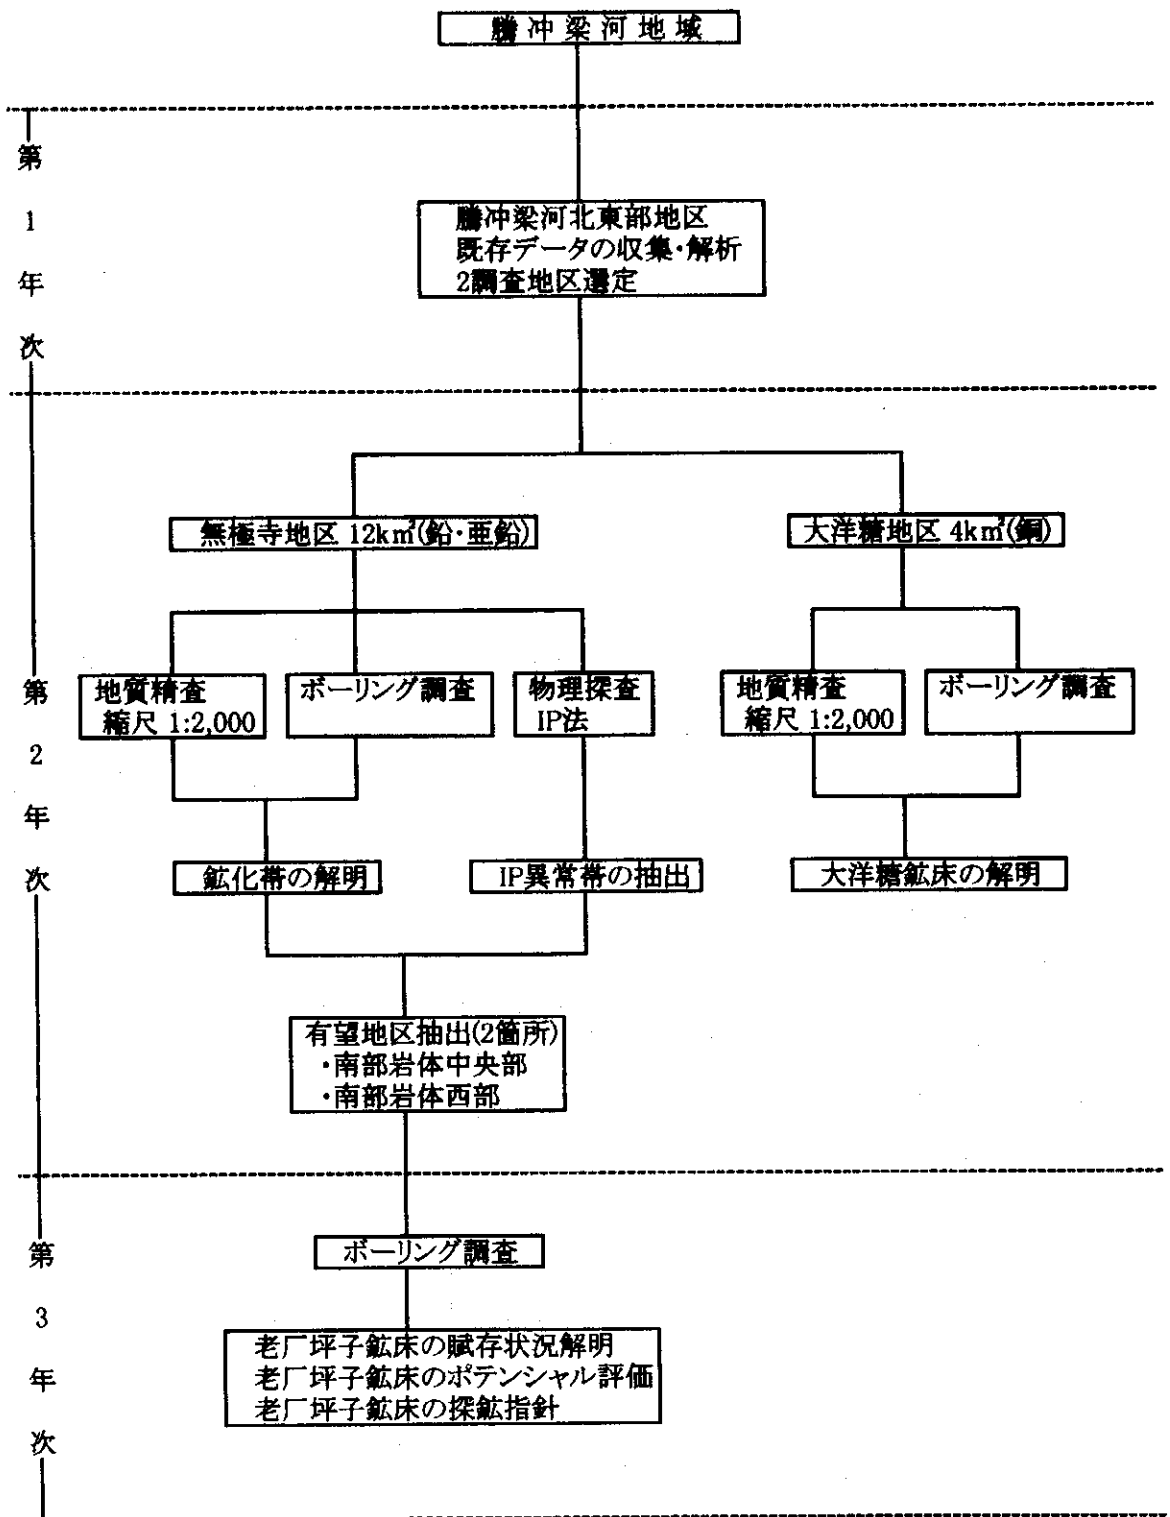 騰冲梁河地域
第1年次
騰冲梁河北東部地区
既存データの収集・解析
2調査地区選定
第2年次
無極寺地区 12km²(鉛・亜鉛)
大洋糖地区 4km²(銅)
地質精査
縮尺 1:2,000
ボーリング調査
物理探査
IP法
地質精査
縮尺 1:2,000
ボーリング調査
鉱化帯の解明
IP異常帯の抽出
大洋糖鉱床の解明
有望地区抽出(2箇所)
・南部岩体中央部
・南部岩体西部
第3年次
ボーリング調査
老厂坪子鉱床の賦存状況解明
老厂坪子鉱床のポテンシャル評価
老厂坪子鉱床の探鉱指針